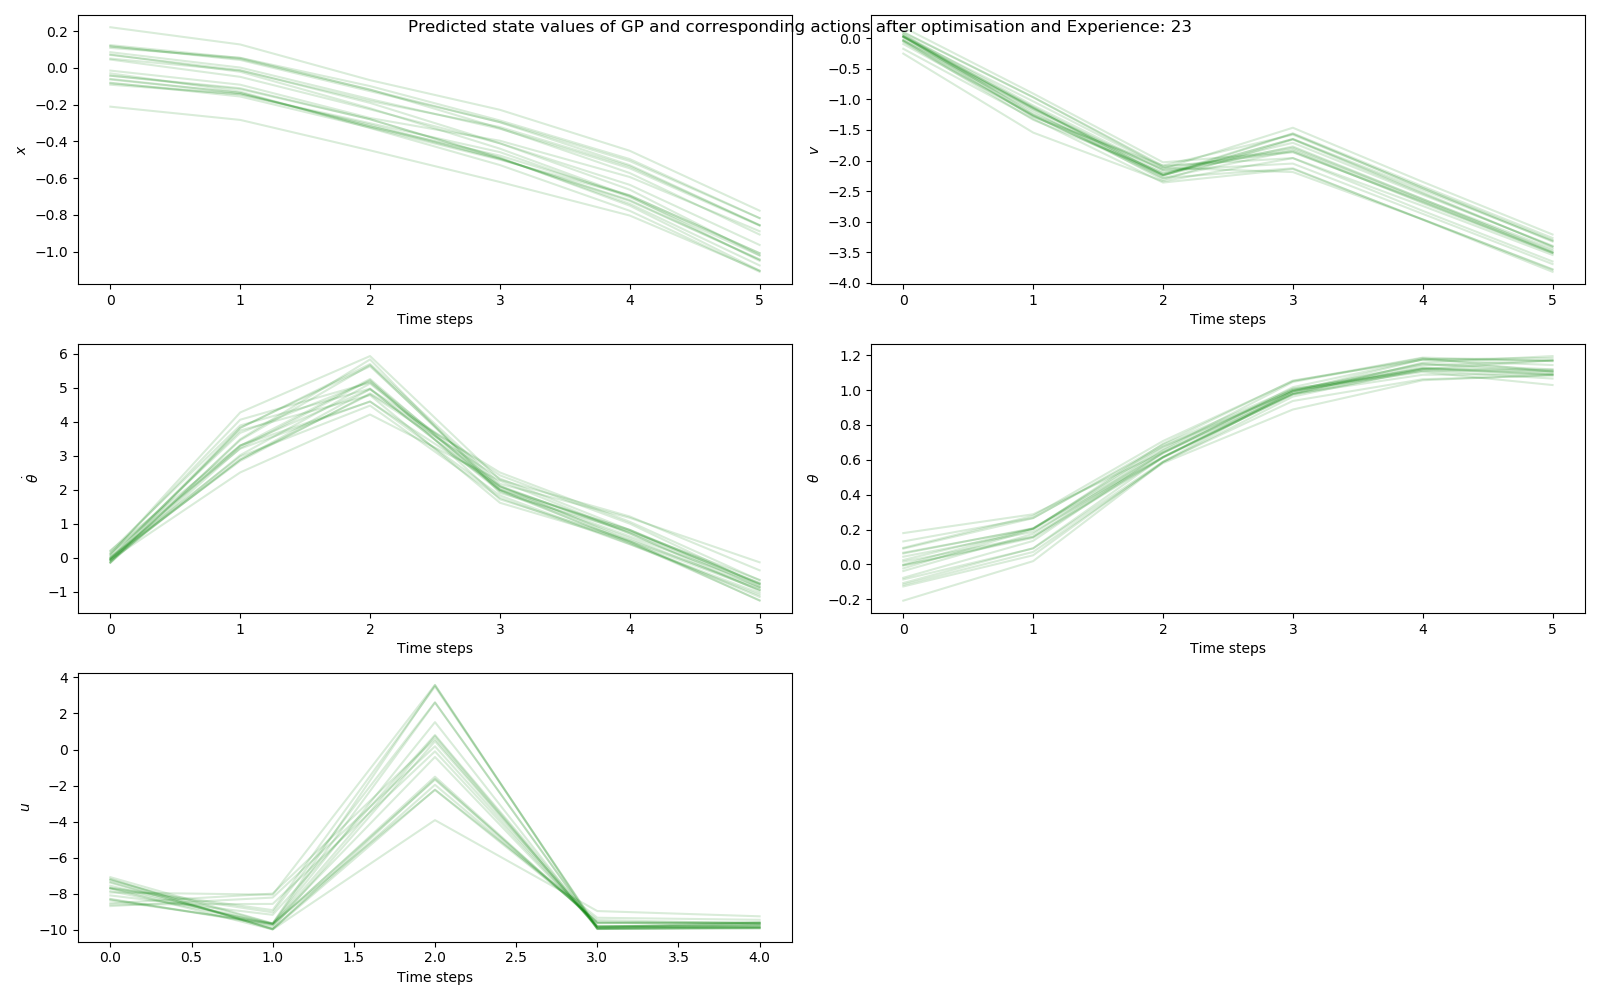 Predicted state values of GP and corresponding actions after optimisation and Experience: 23
0.2
0.0
−0.2
−0.4
−0.6
−0.8
−1.0
x
0 1 2 3 4 5
Time steps
0.0
−0.5
−1.0
−1.5
−2.0
−2.5
−3.0
−3.5
−4.0
v
0 1 2 3 4 5
Time steps
6
5
4
3
2
1
0
−1
θ̇
0 1 2 3 4 5
Time steps
1.2
1.0
0.8
0.6
0.4
0.2
0.0
−0.2
θ
0 1 2 3 4 5
Time steps
4
2
0
−2
−4
−6
−8
−10
u
0.0 0.5 1.0 1.5 2.0 2.5 3.0 3.5 4.0
Time steps